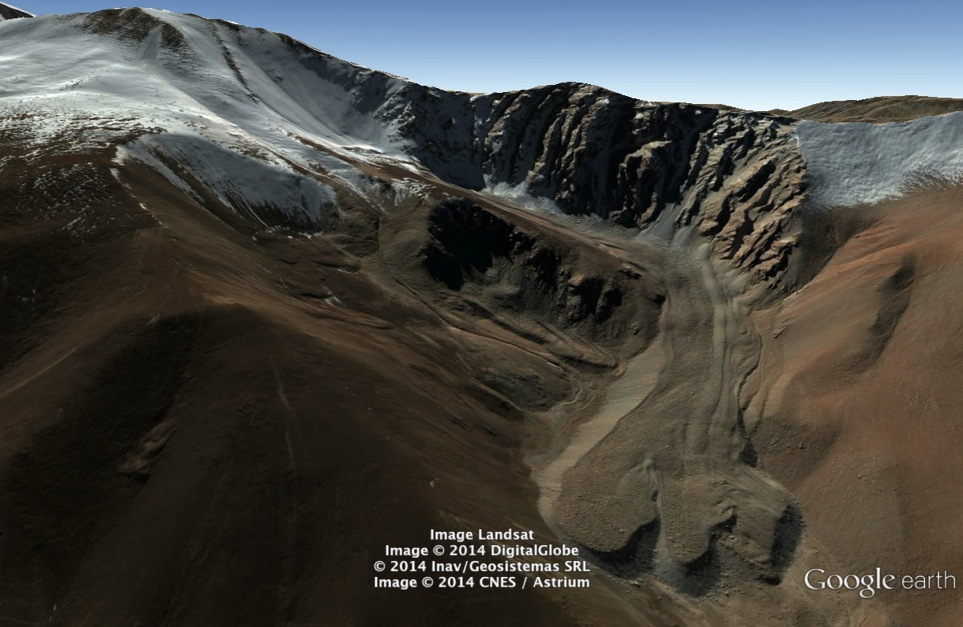 Image Landsat
Image © 2014 DigitalGlobe
© 2014 Inav/Geosistemas SRL
Image © 2014 CNES / Astrium
Google earth